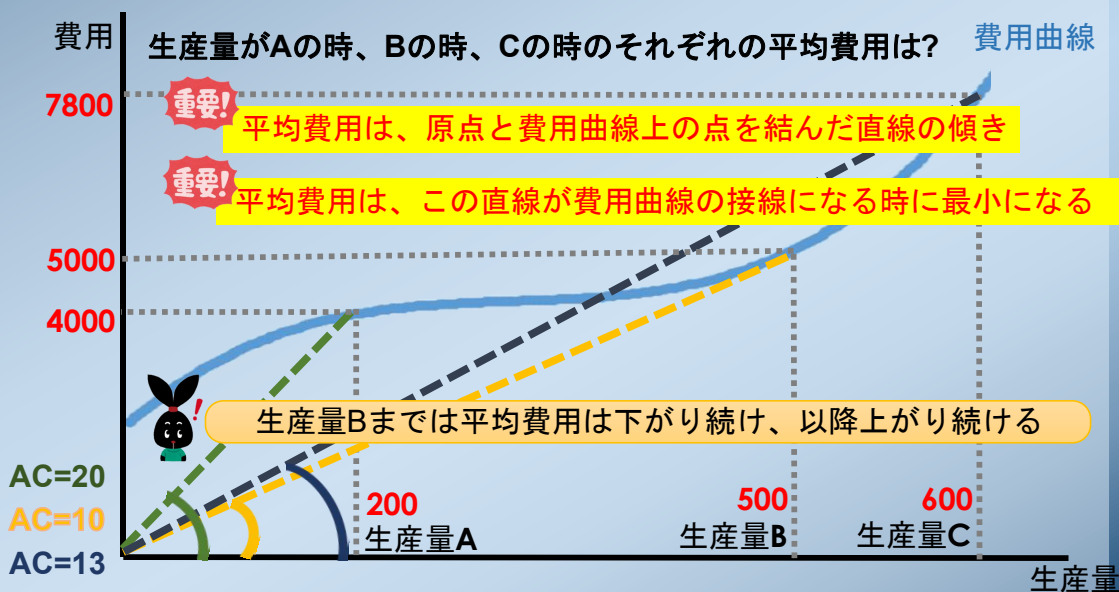 費用
生産量がAの時、Bの時、Cの時のそれぞれの平均費用は?
費用曲線
7800
重要!
平均費用は、原点と費用曲線上の点を結んだ直線の傾き
重要!
平均費用は、この直線が費用曲線の接線になる時に最小になる
5000
4000
!
生産量Bまでは平均費用は下がり続け、以降上がり続ける
AC=20
AC=10
AC=13
200
生産量A
500
生産量B
600
生産量C
生産量